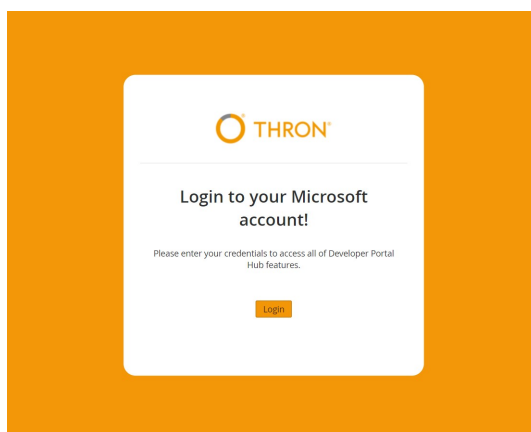 THRON®
Login to your Microsoft
account!
Please enter your credentials to access all of Developer Portal
Hub features.
Login